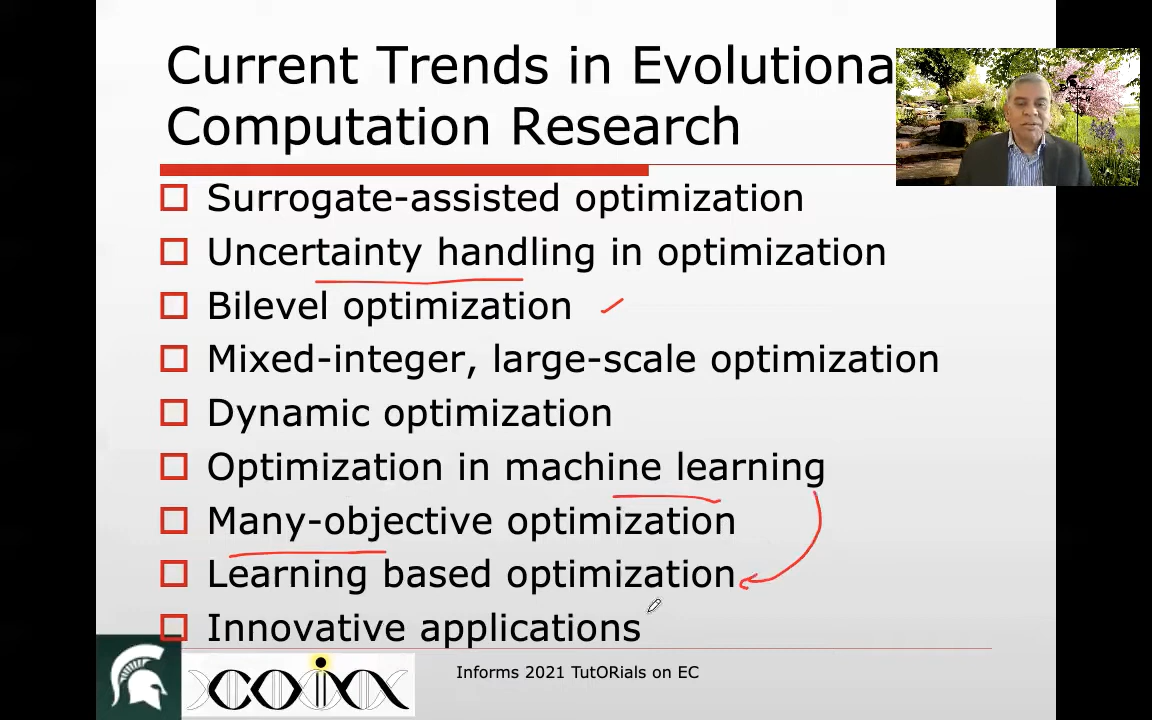 Current Trends in Evolutiona
Computation Research
Surrogate-assisted optimization
Uncertainty handling in optimization
Bilevel optimization
Mixed-integer, large-scale optimization
Dynamic optimization
Optimization in machine learning
Many-objective optimization
Learning based optimization
Innovative applications
COIN
Informs 2021 TutORials on EC